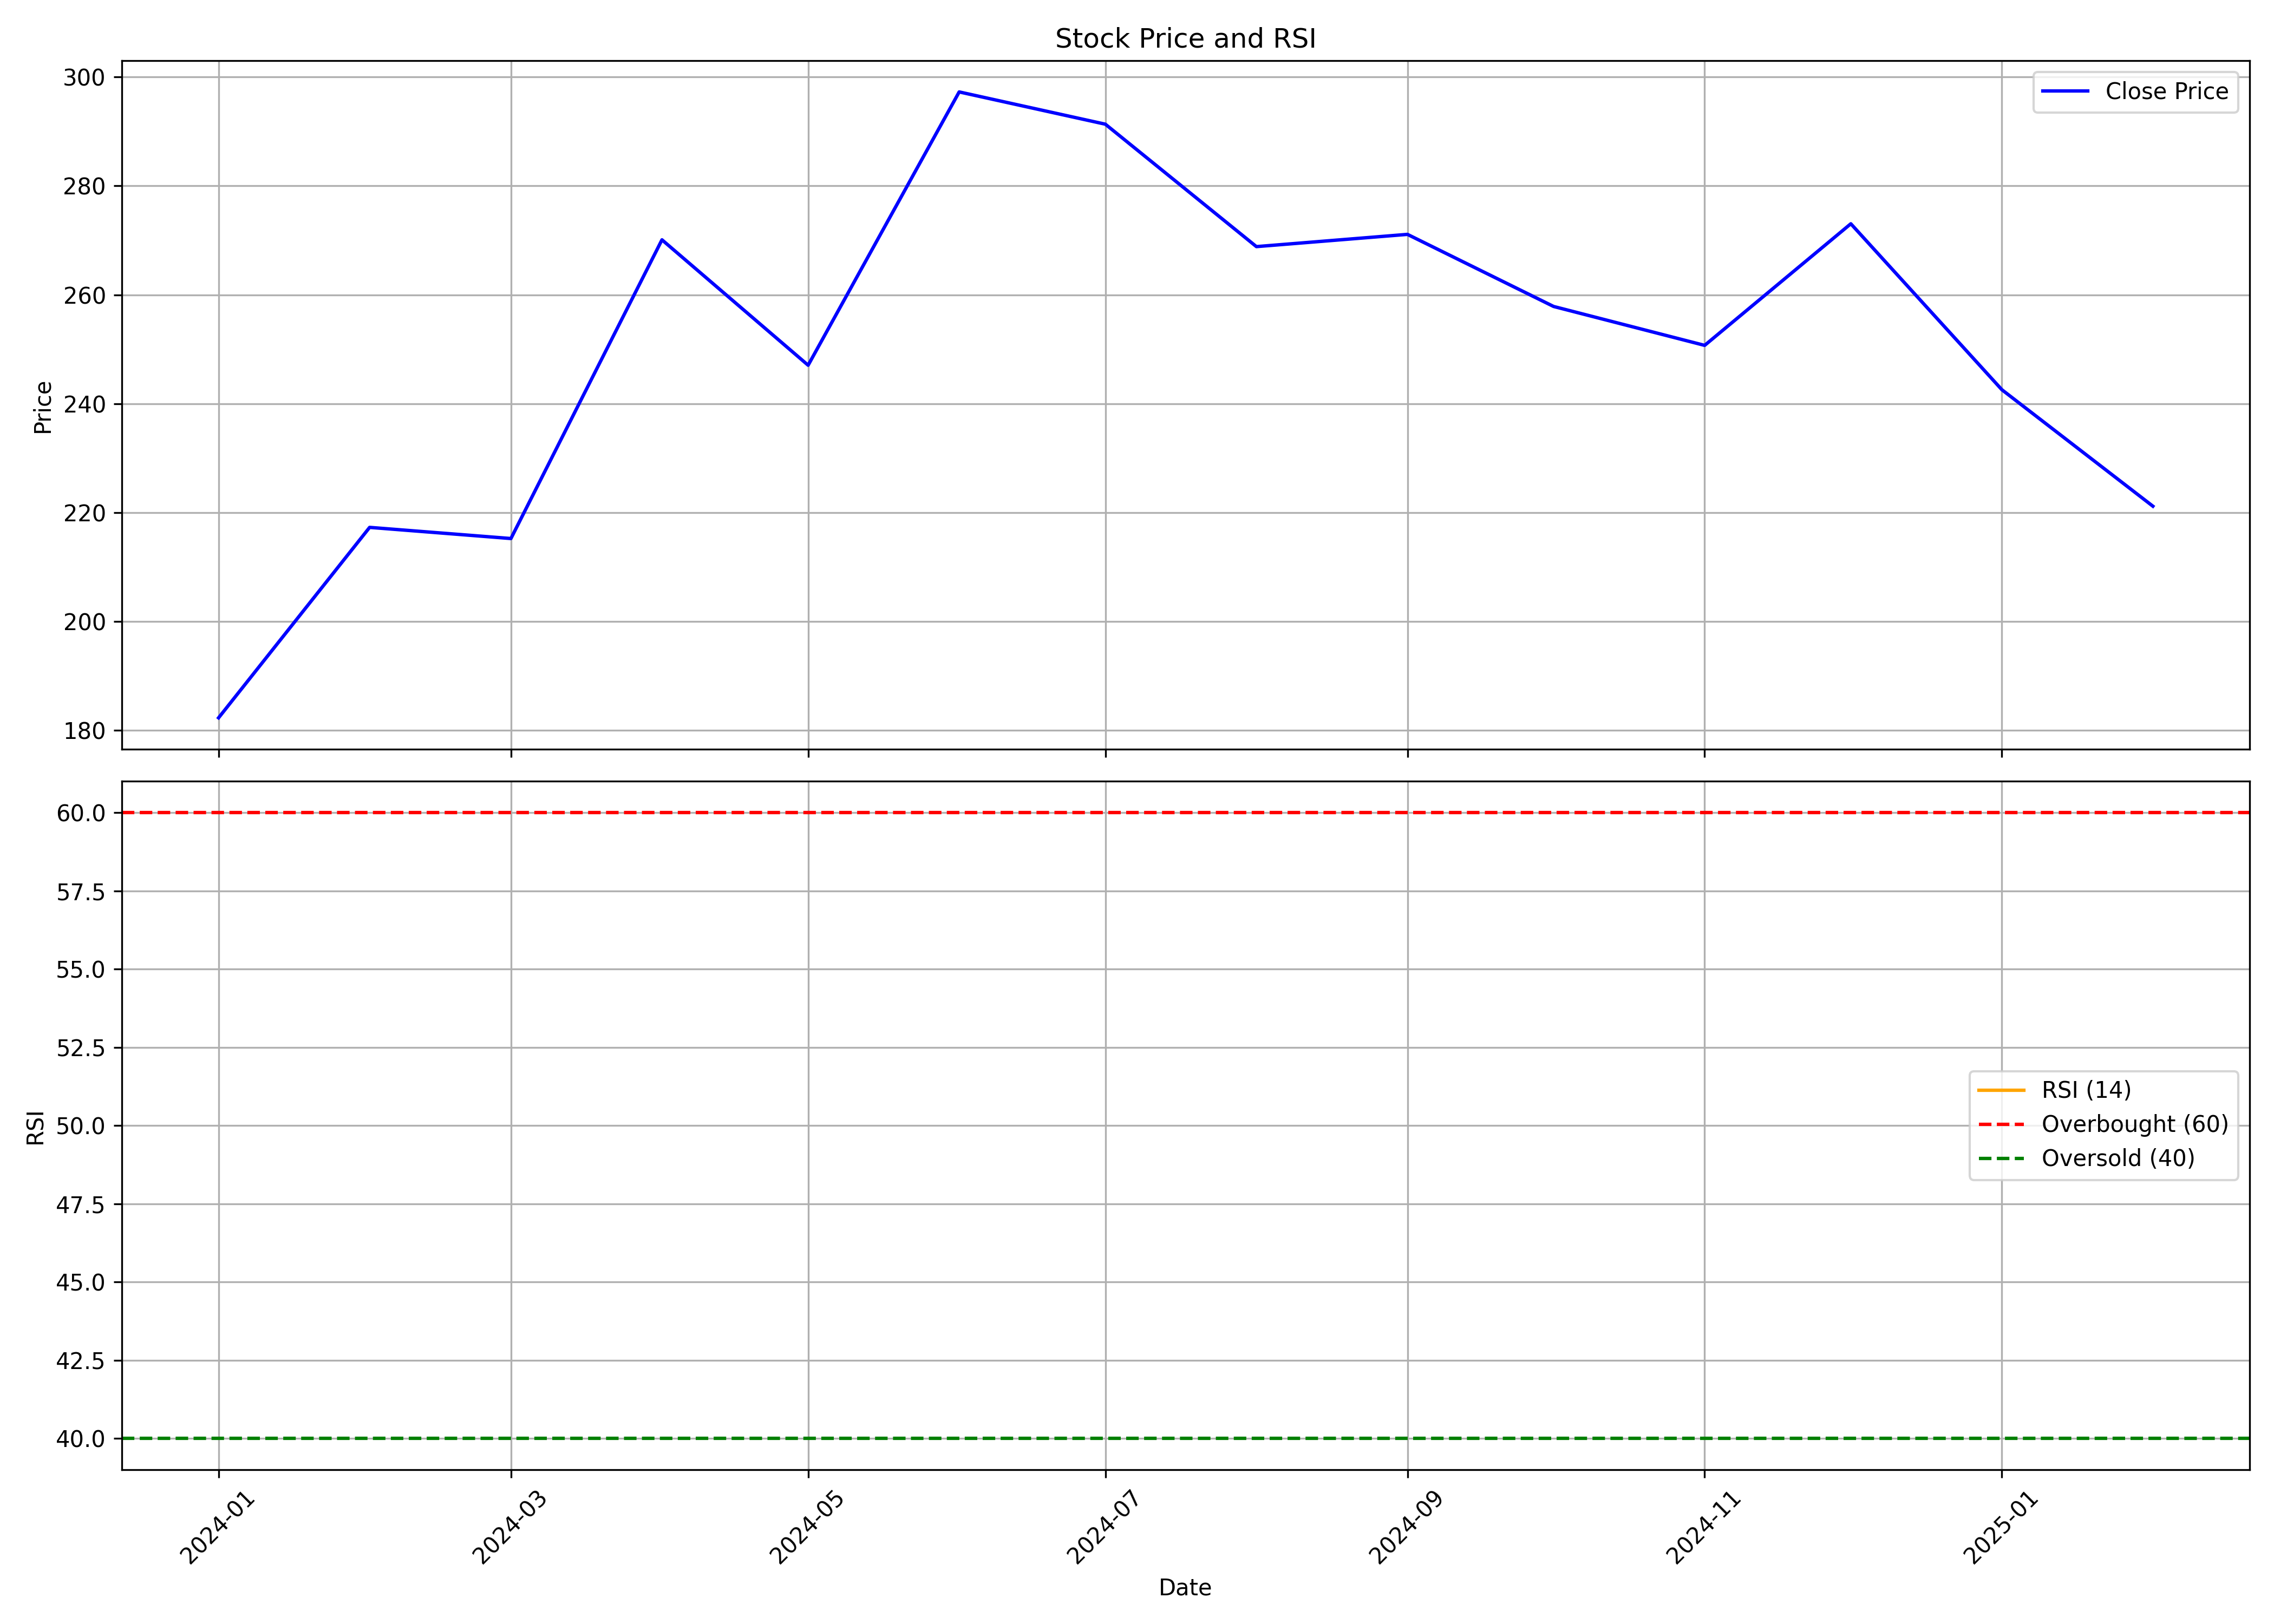 Stock Price and RSI
300
280
260
240
220
200
180
Price
Close Price
60.0
57.5
55.0
52.5
50.0
47.5
45.0
42.5
40.0
RSI
RSI (14)
Overbought (60)
Oversold (40)
2024-01
2024-03
2024-05
2024-07
2024-09
2024-11
2025-01
Date